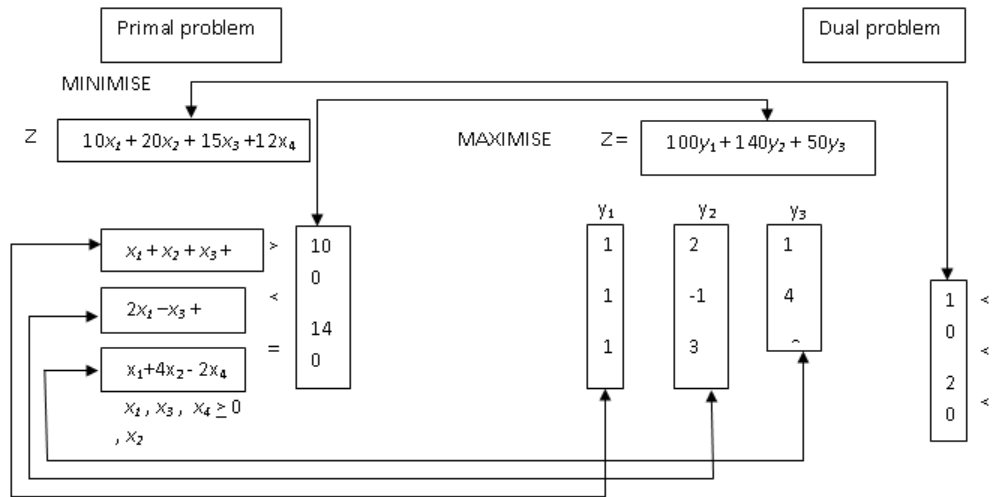 Primal problem
Dual problem
MINIMISE
Z 10x₁ + 20x₂ + 15x₃ +12x₄
MAXIMISE Z = 100y₁ + 140y₂ + 50y₃
y₁ y₂ y₃
x₁ + x₂ + x₃ + >
2x₁ –x₃ + <
x₁+4x₂ - 2x₄ =
10
0
14
0
1
1
1
2
-1
3
1
4
1 <
0
<
2
0 <
x₁ , x₃ , x₄ ≥ 0
, x₂